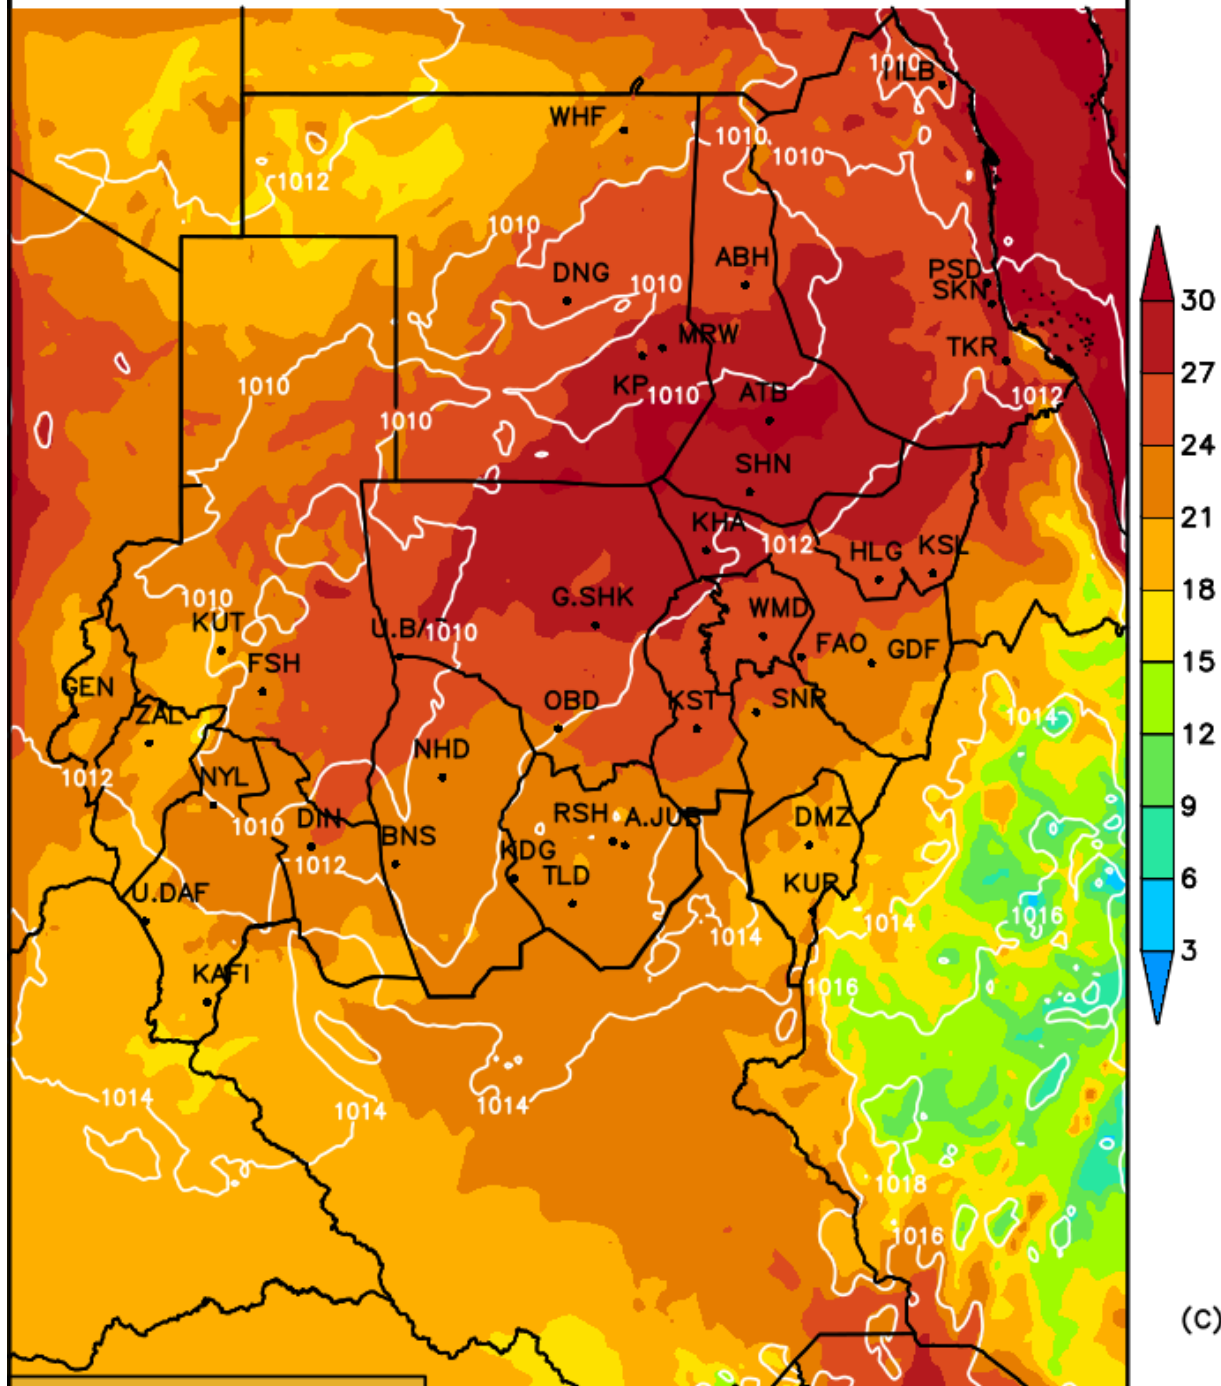 1010
HLB
WHF
1010
1010
1012
1010
ABH
DNG
PSD
1010
SKN
30
MRW
TKR
27
1010
KP
1010
ATB
1012
1010
24
SHN
21
KHA
1012
HLG
KSL
18
1010
G.SHK
WMD
KUT
U.B/
1010
FAO
GDF
15
FSH
GEN
OBD
KST
SNR
ZAL
1014
12
NHD
1012
NYL
9
1010
DIN
RSH
A.JUB
DMZ
BNS
KDG
1012
TLD
KUR
6
U.DAF
1014
1016
1014
3
KAFI
1016
1014
1014
1014
1018
1016
(C)